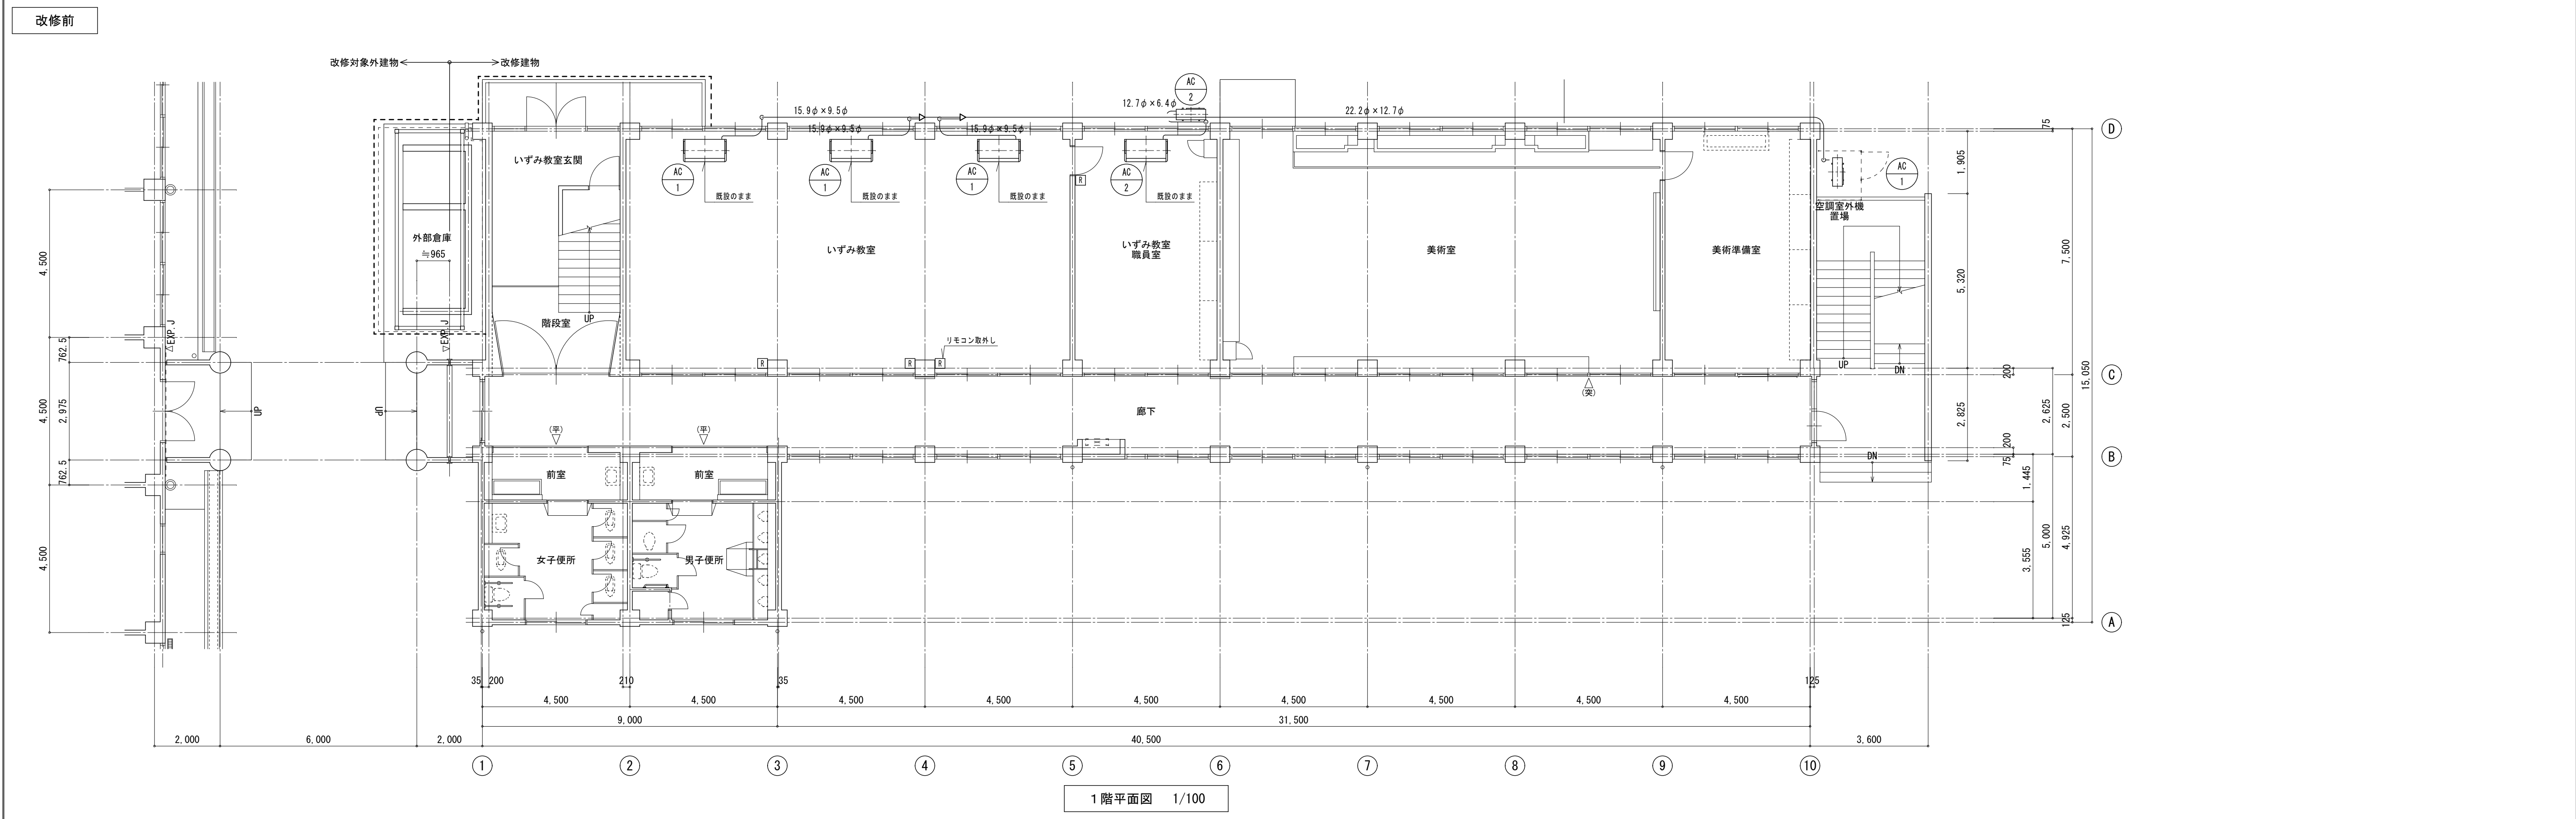 改修前
改修対象外建物
改修建物
AC
2
12.7φ×6.4φ
15.9φ×9.5φ
22.2φ×12.7φ
15.9φ×9.5φ
15.9φ×9.5φ
75
D
いずみ教室玄関
AC
1
AC
1
AC
1
AC
2
AC
1
R
既設のまま
既設のまま
既設のまま
既設のまま
1,905
空調室外機
置場
外部倉庫
≒965
いずみ教室
いずみ教室
職員室
美術室
美術準備室
4,500
7,500
5,320
階段室
UP
EXP.J
EXP.J
リモコン取外し
R
R
R
762.5
UP
DN
200
C
15,050
(突)
UP
UP
廊下
4,500
2,975
2,825
2,625
2,500
(平)
(平)
200
DN
75
B
762.5
前室
前室
1,445
女子便所
男子便所
4,500
3,555
5,000
4,925
125
A
35
200
210
35
125
4,500
4,500
4,500
4,500
4,500
4,500
4,500
4,500
4,500
9,000
31,500
2,000
6,000
2,000
40,500
3,600
1
2
3
4
5
6
7
8
9
10
1階平面図 1/100